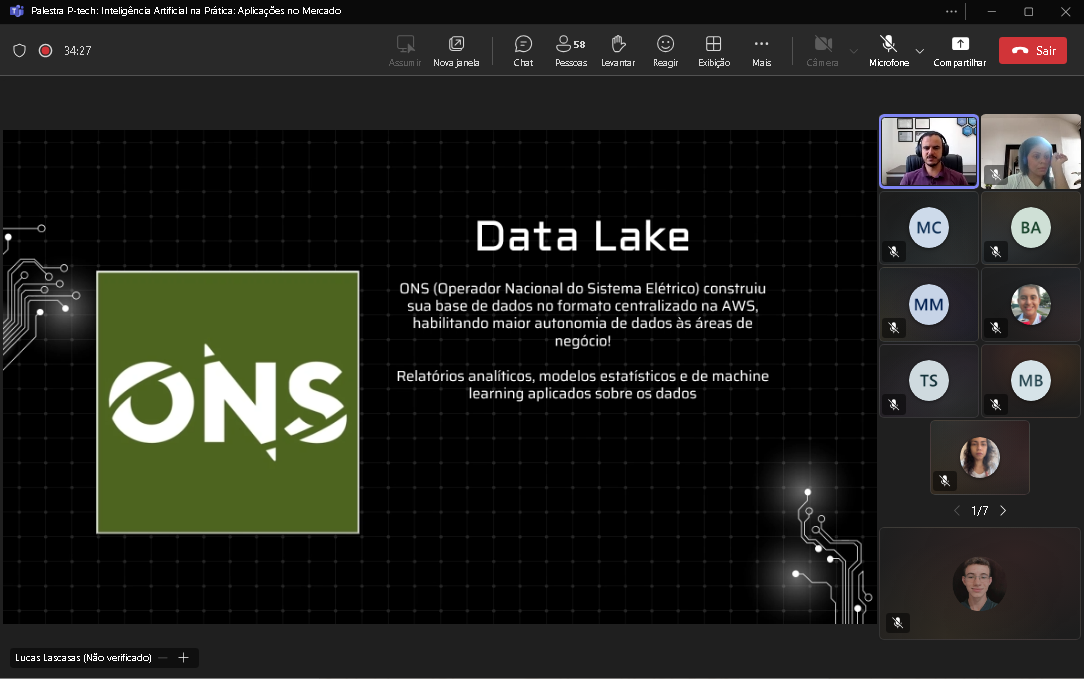 Palestra P-tech: Inteligência Artificial na Prática: Aplicações no Mercado
34:27
Assumir
Nova janela
Chat
58
Pessoas
Levantar
Reagir
Exibição
Mais
Câmera
Microfone
Compartilhar
Sair
Data Lake
ONS (Operador Nacional do Sistema Elétrico) construiu
sua base de dados no formato centralizado na AWS,
habilitando maior autonomia de dados às áreas de
negócio!
Relatórios analíticos, modelos estatísticos e de machine
learning aplicados sobre os dados
ONS
MC
BA
MM
TS
MB
1/7
Lucas Lascasas (Não verificado)